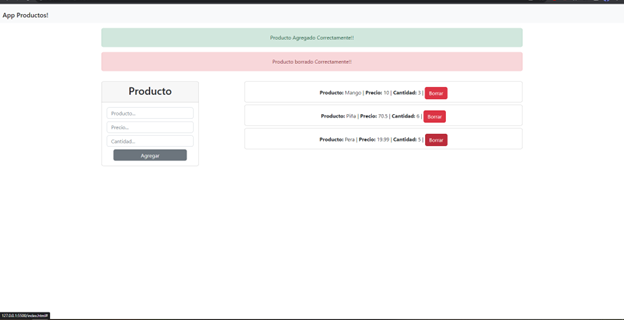 App Productos!
Producto Agregado Correctamente!!
Producto borrado Correctamente!!
Producto
Producto...
Precio...
Cantidad...
Agregar
Producto: Mango | Precio: 10 | Cantidad: 3 | Borrar
Producto: Piña | Precio: 70.5 | Cantidad: 6 | Borrar
Producto: Pera | Precio: 19.99 | Cantidad: 5 | Borrar
127.0.0.1:5500/index.html#